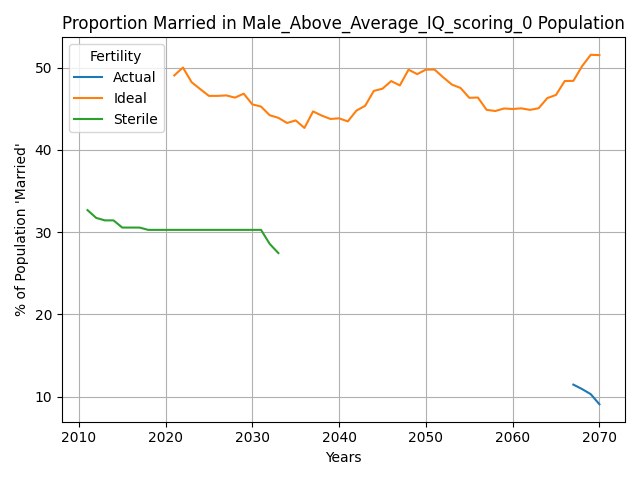 Proportion Married in Male_Above_Average_IQ_scoring_0 Population
Fertility
Actual
Ideal
Sterile
% of Population 'Married'
50
40
30
20
10
2010 2020 2030 2040 2050 2060 2070
Years